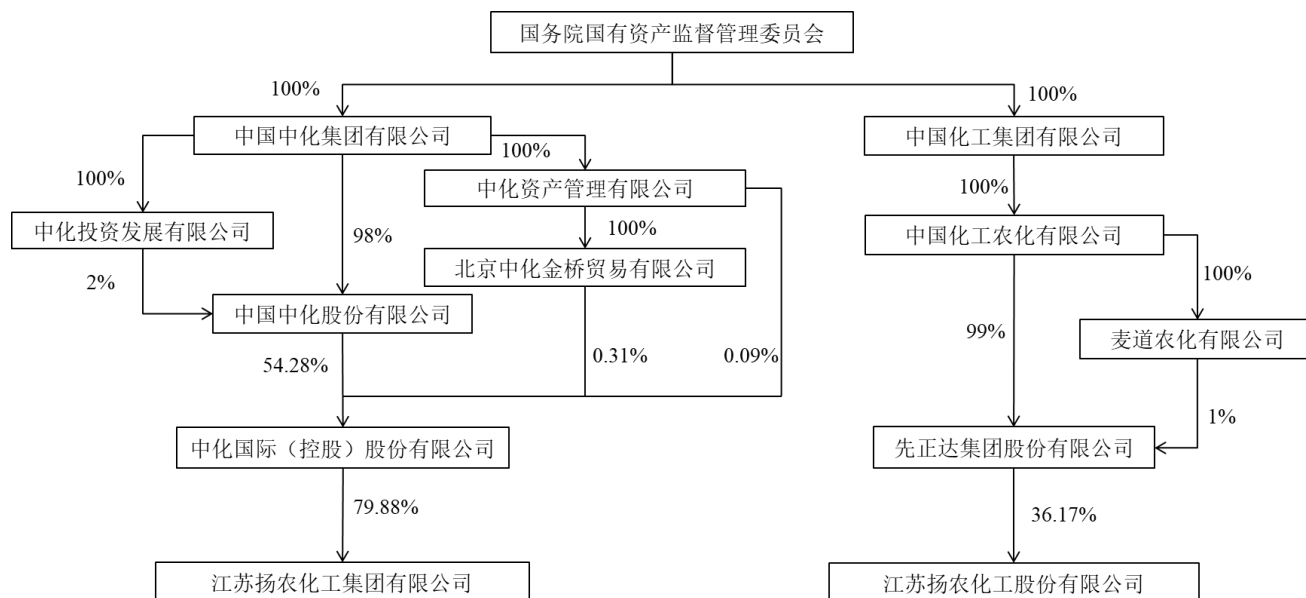 国务院国有资产监督管理委员会
100%
100%
中国中化集团有限公司
中国化工集团有限公司
100%
100%
中化资产管理有限公司
100%
中化投资发展有限公司
98%
100%
中国化工农化有限公司
北京中化金桥贸易有限公司
100%
2%
中国中化股份有限公司
99%
麦道农化有限公司
54.28%
0.31%
0.09%
1%
中化国际（控股）股份有限公司
先正达集团股份有限公司
79.88%
36.17%
江苏扬农化工集团有限公司
江苏扬农化工股份有限公司